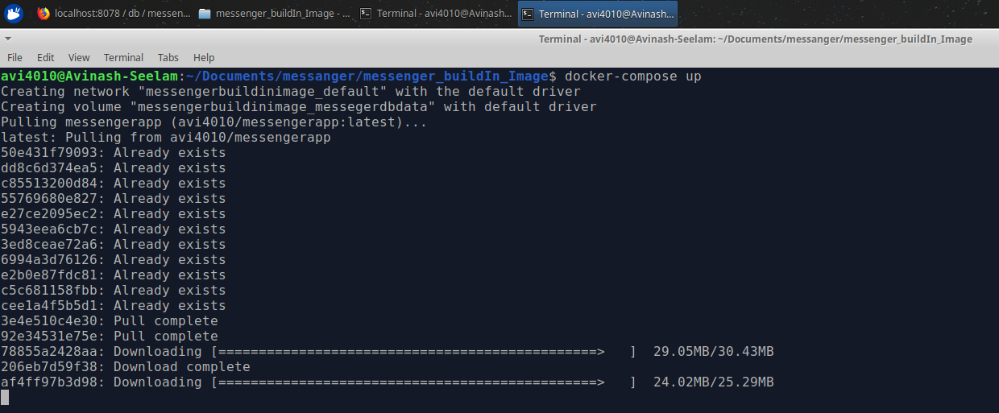 localhost:8078 / db / messen...
messenger_buildIn_Image - ...
Terminal - avi4010@Avinash...
Terminal - avi4010@Avinash...
Terminal - avi4010@Avinash-Seelam: ~/Documents/messanger/messenger_buildIn_Image
File Edit View Terminal Tabs Help
avi4010@Avinash-Seelam:~/Documents/messanger/messenger_buildIn_Image$ docker-compose up
Creating network "messengerbuildinimage_default" with the default driver
Creating volume "messengerbuildinimage_messegerdbdata" with default driver
Pulling messengerapp (avi4010/messengerapp:latest)...
latest: Pulling from avi4010/messengerapp
50e431f79093: Already exists
dd8c6d374ea5: Already exists
c85513200d84: Already exists
55769680e827: Already exists
e27ce2095ec2: Already exists
5943eea6cb7c: Already exists
3ed8ceae72a6: Already exists
6994a3d76126: Already exists
e2b0e87fdc81: Already exists
c5c681158fbb: Already exists
cee1a4f5b5d1: Already exists
3e4e510c4e30: Pull complete
92e34531e75e: Pull complete
78855a2428aa: Downloading [===============================================>   ]  29.05MB/30.43MB
206eb7d59f38: Download complete
af4ff97b3d98: Downloading [===============================================>   ]  24.02MB/25.29MB